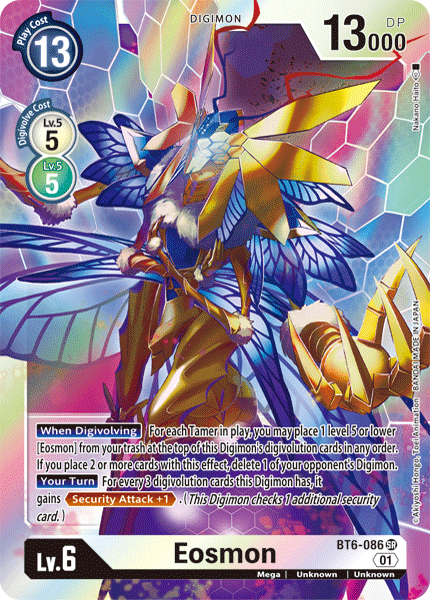 DIGIMON
Play Cost
13
DP
13000
Digivolve Cost
Lv.5
5
Lv.5
5
Nakano Haito
©Akiyoshi Hongo, Toei Animation BANDAI MADE IN JAPAN
When Digivolving For each Tamer in play, you may place 1 level 5 or lower
[Eosmon] from your trash at the top of this Digimon's digivolution cards in any order.
If you place 2 or more cards with this effect, delete 1 of your opponent's Digimon.
Your Turn For every 3 digivolution cards this Digimon has, it
gains Security Attack +1. (This Digimon checks 1 additional security
card.)
Lv.6
Eosmon
BT6-086 SR
01
Mega | Unknown | Unknown